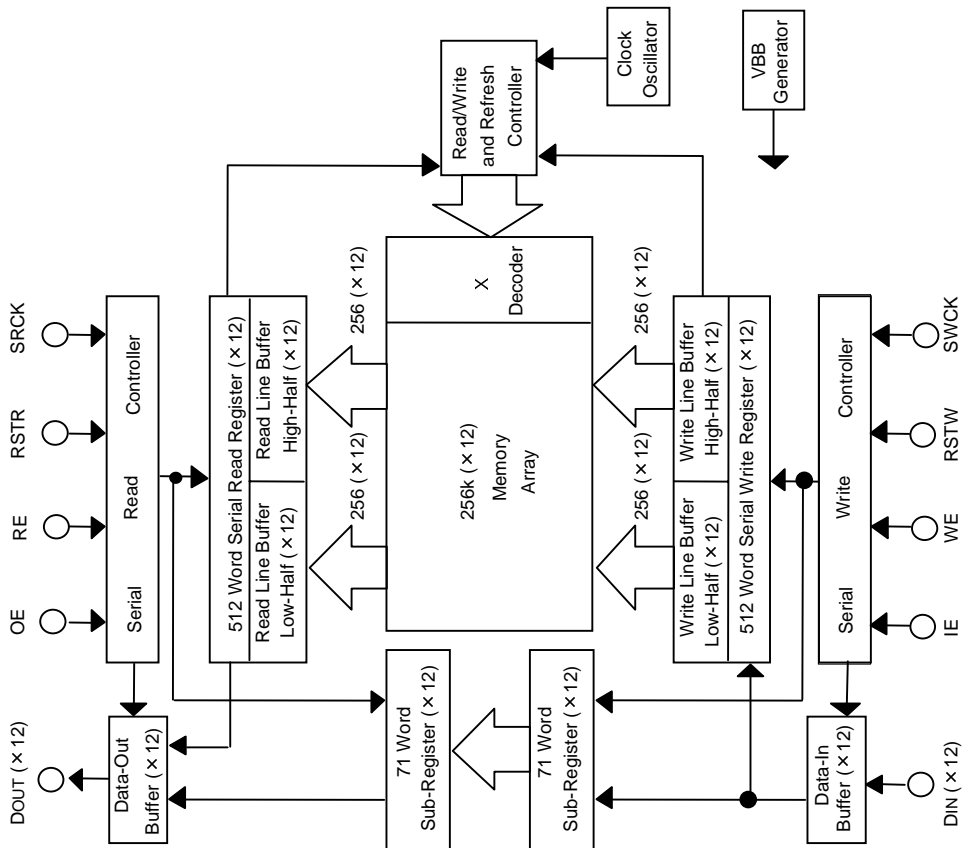 DOUT (×12)
OE
RE
RSTR
SRCK
Data-Out
Buffer (×12)
Serial Read Controller
512 Word Serial Read Register (×12)
Read Line Buffer
Low-Half (×12)
Read Line Buffer
High-Half (×12)
256 (×12)
256 (×12)
71 Word
Sub-Register (×12)
71 Word
Sub-Register (×12)
256k (×12)
Memory
Array
X
Decoder
Read/Write
and Refresh
Controller
Clock
Oscillator
256 (×12)
256 (×12)
Write Line Buffer
Low-Half (×12)
Write Line Buffer
High-Half (×12)
512 Word Serial Write Register (×12)
VBB
Generator
Data-In
Buffer (×12)
Serial Write Controller
DIN (×12)
IE
WE
RSTW
SWCK